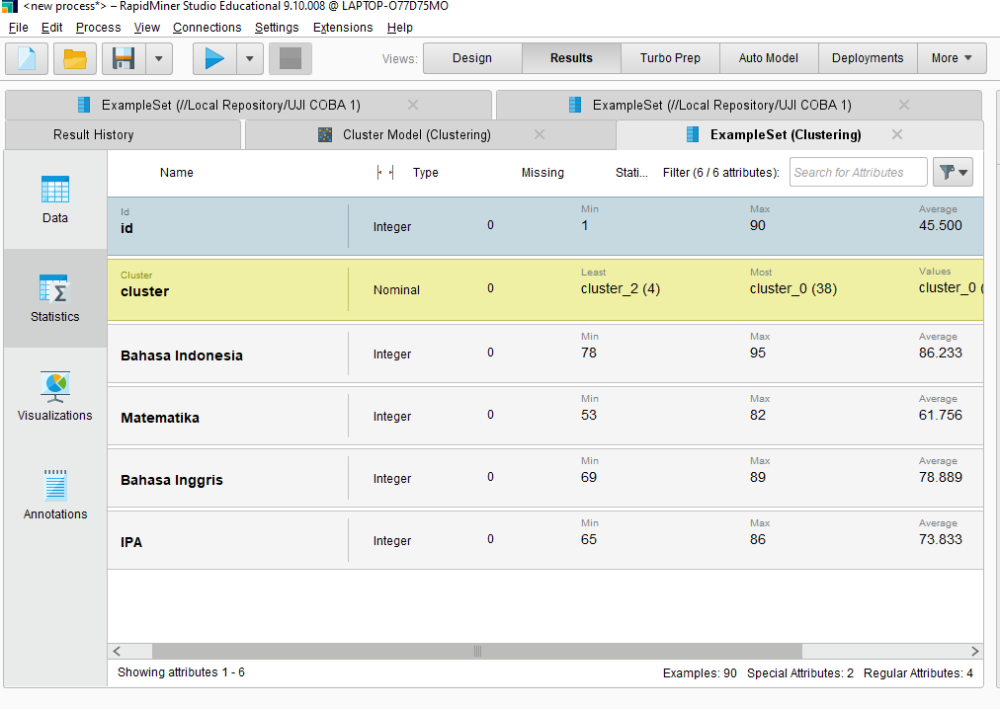 <new process*> – RapidMiner Studio Educational 9.10.008 @ LAPTOP-O77D75MO
File Edit Process View Connections Settings Extensions Help
Views: Design Results Turbo Prep Auto Model Deployments More
ExampleSet (//Local Repository/UJI COBA 1) ExampleSet (//Local Repository/UJI COBA 1)
Result History Cluster Model (Clustering) ExampleSet (Clustering)
Name Type Missing Stati... Filter (6 / 6 attributes): Search for Attributes
Data
Statistics
Visualizations
Annotations
Id Min Max Average
id Integer 0 1 90 45.500
Cluster Least Most Values
cluster Nominal 0 cluster_2 (4) cluster_0 (38) cluster_0 (
Min Max Average
Bahasa Indonesia Integer 0 78 95 86.233
Min Max Average
Matematika Integer 0 53 82 61.756
Min Max Average
Bahasa Inggris Integer 0 69 89 78.889
Min Max Average
IPA Integer 0 65 86 73.833
Showing attributes 1 - 6 Examples: 90 Special Attributes: 2 Regular Attributes: 4